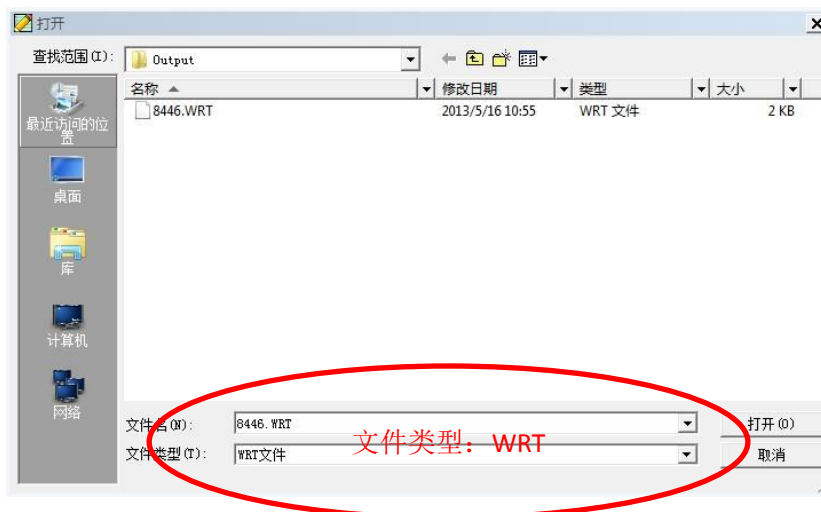 打开
查找范围(I): Output
名称 修改日期 类型 大小
8446.WRT 2013/5/16 10:55 WRT 文件 2 KB
最近访问的位
置
桌面
库
计算机
网络
文件名(N): 8446.WRT 打开(O)
文件类型: WRT
文件类型(T): WRT文件 取消